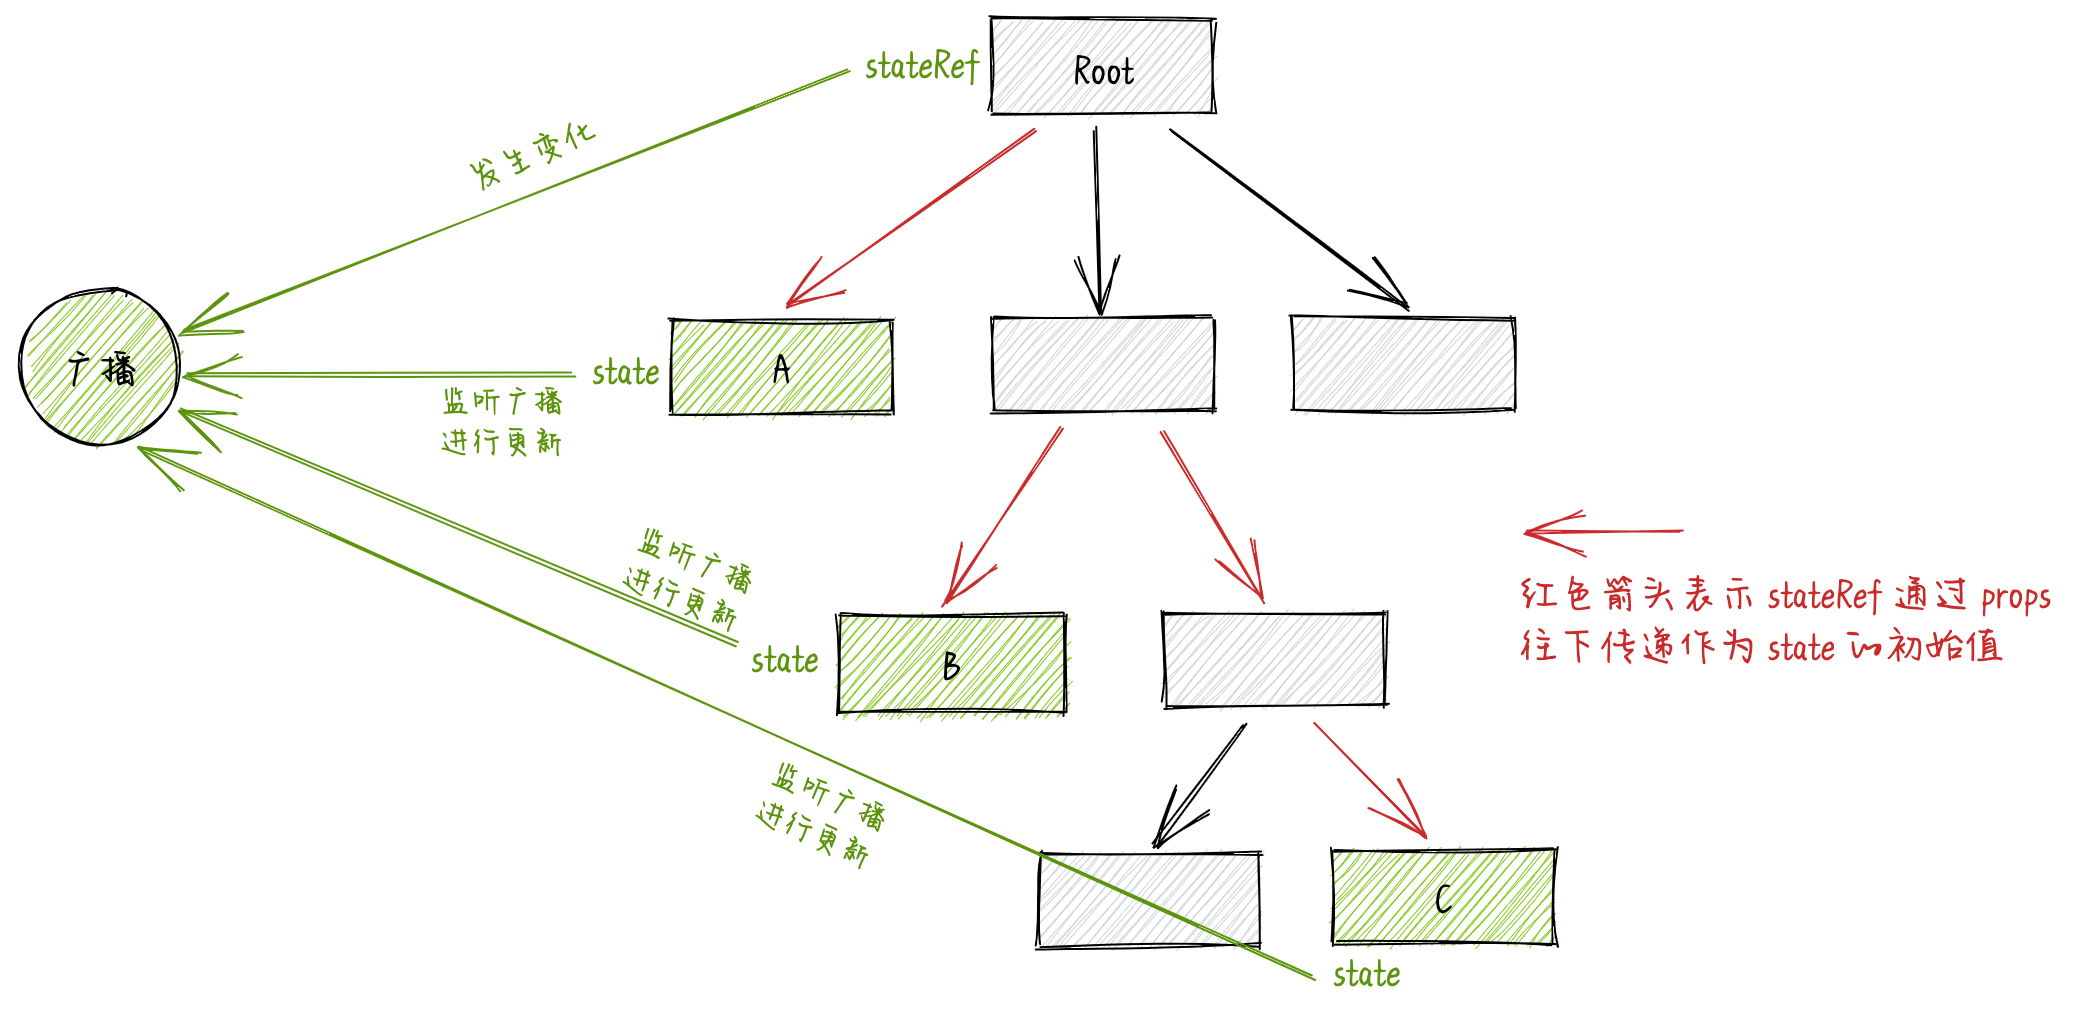 stateRef
Root
发生变化
广播
state
A
监听广播
进行更新
监听广播
进行更新
红色箭头表示 stateRef 通过 props
往下传递作为 state 的初始值
state
B
监听广播
进行更新
C
state